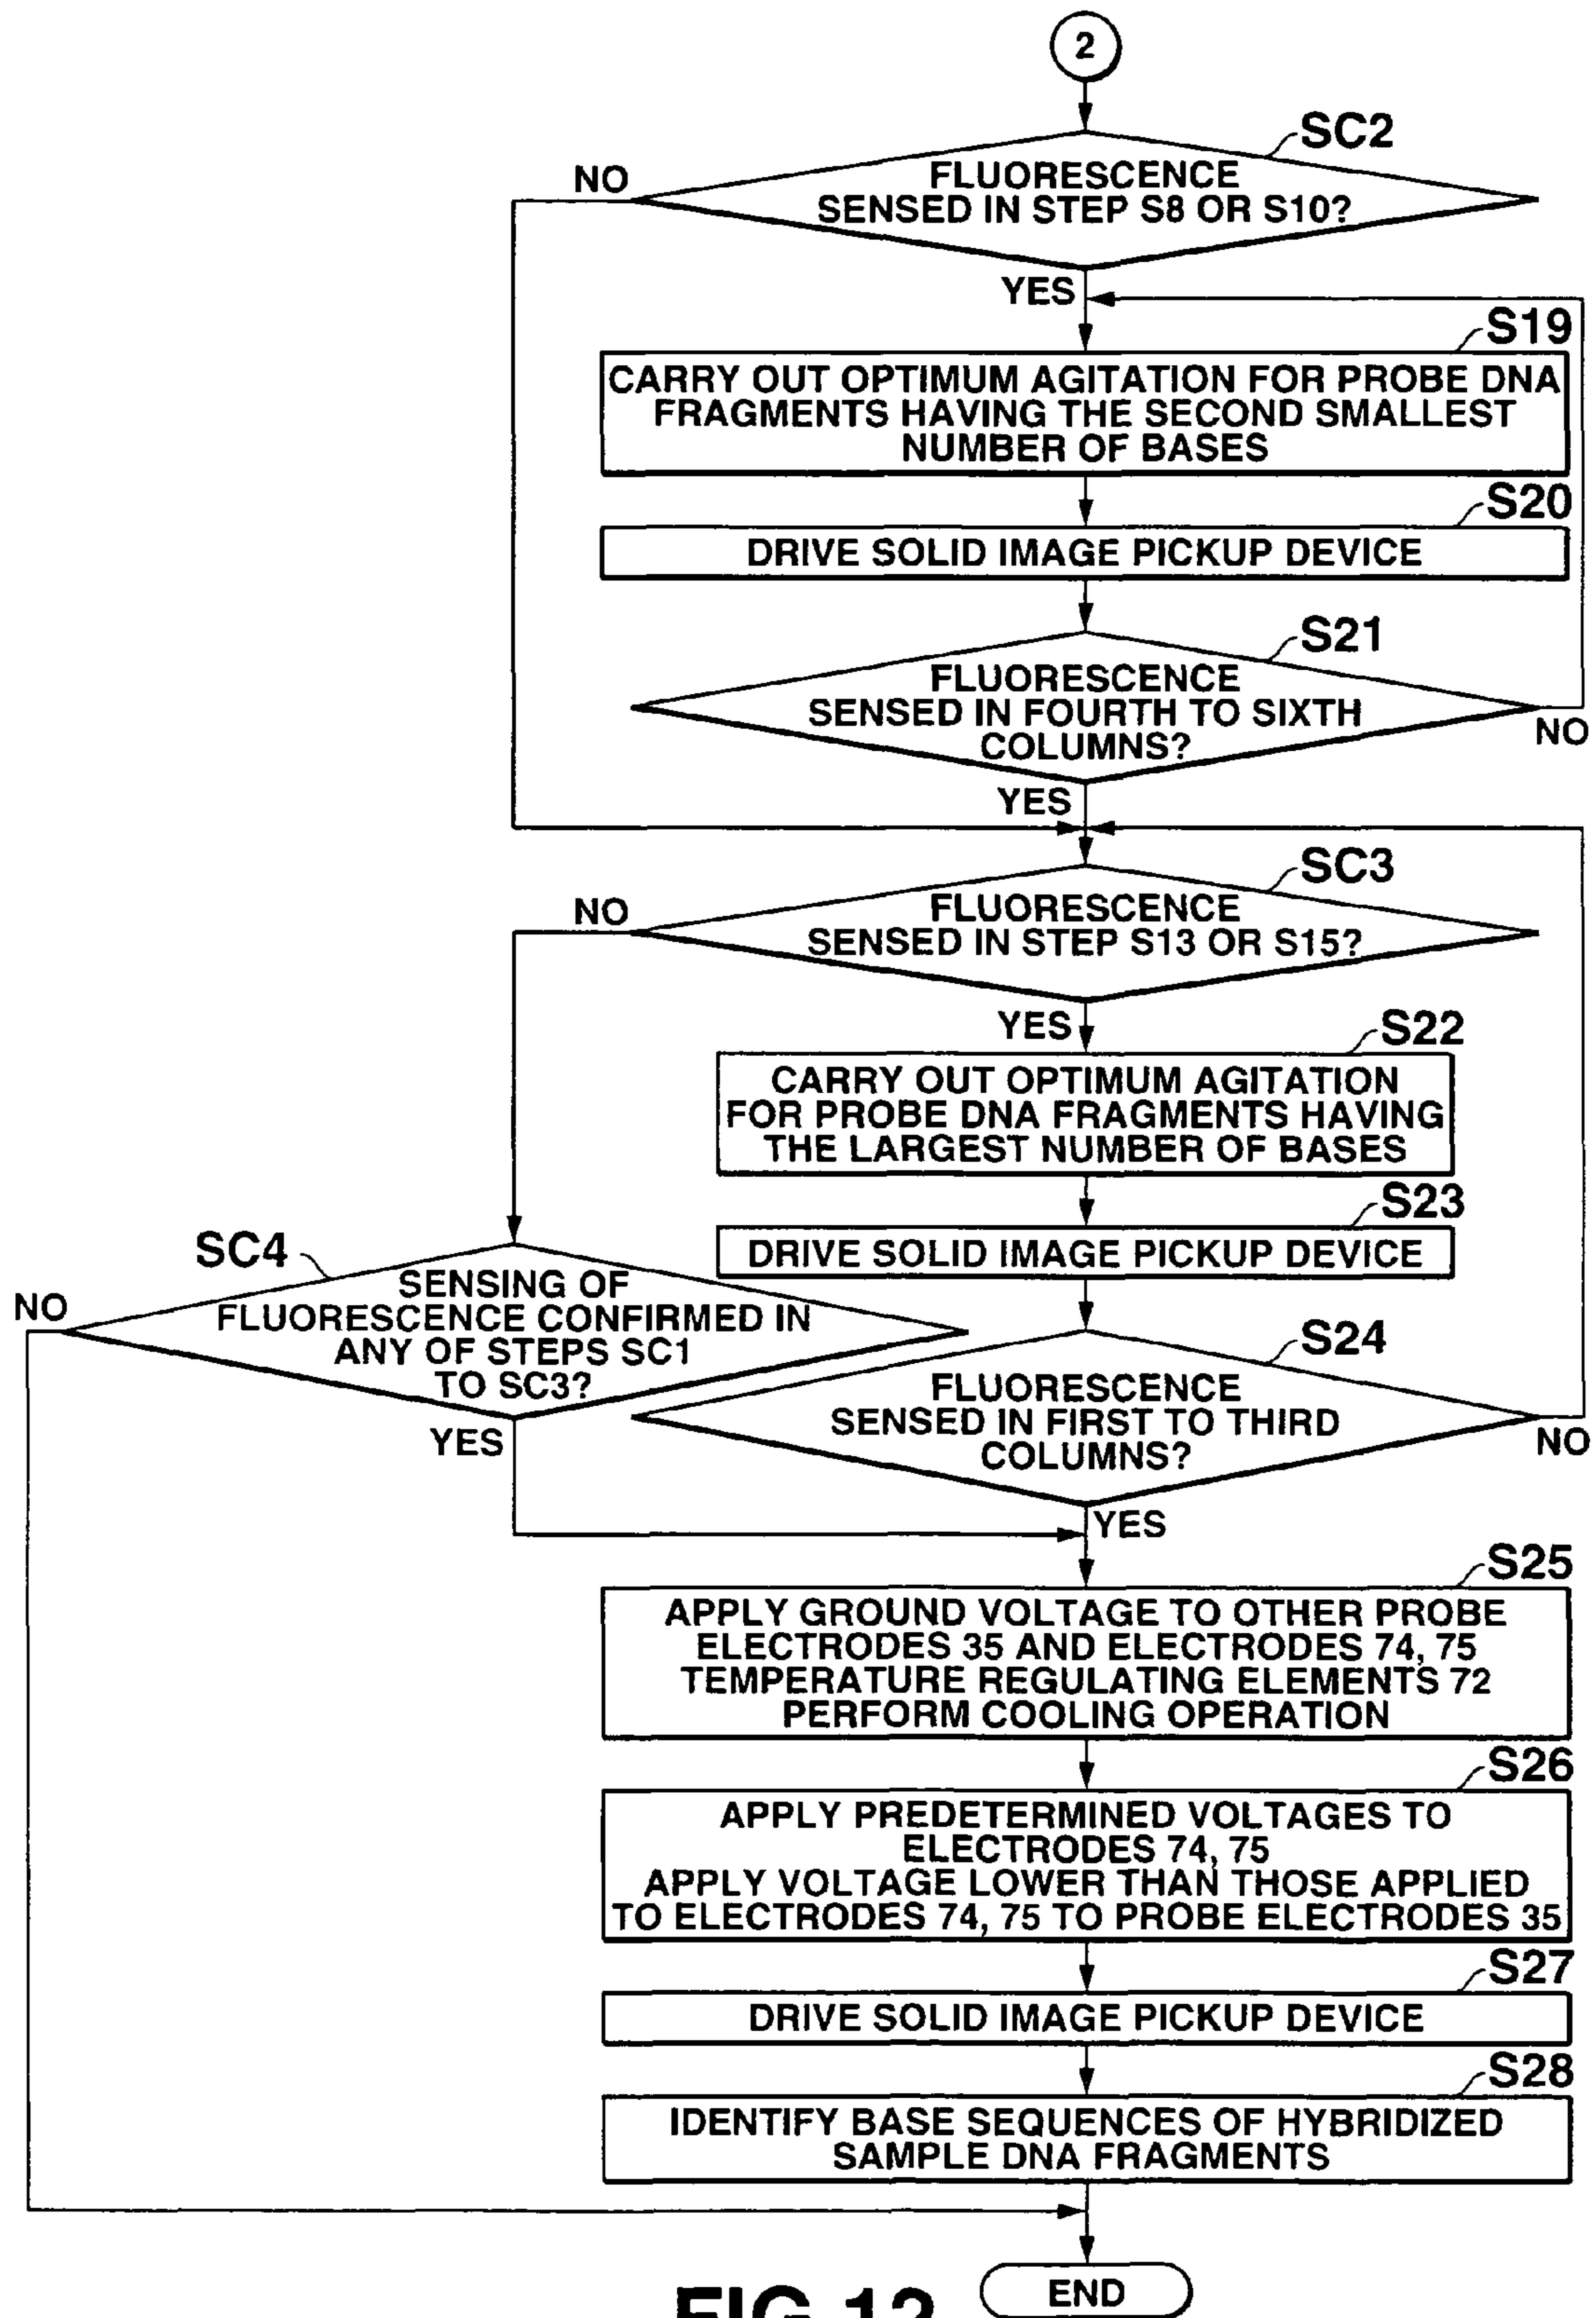 2
SC2
NO
FLUORESCENCE
SENSED IN STEP S8 OR S10?
YES
S19
CARRY OUT OPTIMUM AGITATION FOR PROBE DNA
FRAGMENTS HAVING THE SECOND SMALLEST
NUMBER OF BASES
S20
DRIVE SOLID IMAGE PICKUP DEVICE
S21
FLUORESCENCE
SENSED IN FOURTH TO SIXTH
COLUMNS?
NO
YES
SC3
NO
FLUORESCENCE
SENSED IN STEP S13 OR S15?
YES
S22
CARRY OUT OPTIMUM AGITATION
FOR PROBE DNA FRAGMENTS HAVING
THE LARGEST NUMBER OF BASES
S23
DRIVE SOLID IMAGE PICKUP DEVICE
SC4
NO
SENSING OF
FLUORESCENCE CONFIRMED IN
ANY OF STEPS SC1
TO SC3?
YES
S24
FLUORESCENCE
SENSED IN FIRST TO THIRD
COLUMNS?
NO
YES
S25
APPLY GROUND VOLTAGE TO OTHER PROBE
ELECTRODES 35 AND ELECTRODES 74, 75
TEMPERATURE REGULATING ELEMENTS 72
PERFORM COOLING OPERATION
S26
APPLY PREDETERMINED VOLTAGES TO
ELECTRODES 74, 75
APPLY VOLTAGE LOWER THAN THOSE APPLIED
TO ELECTRODES 74, 75 TO PROBE ELECTRODES 35
S27
DRIVE SOLID IMAGE PICKUP DEVICE
S28
IDENTIFY BASE SEQUENCES OF HYBRIDIZED
SAMPLE DNA FRAGMENTS
END
FIG.12